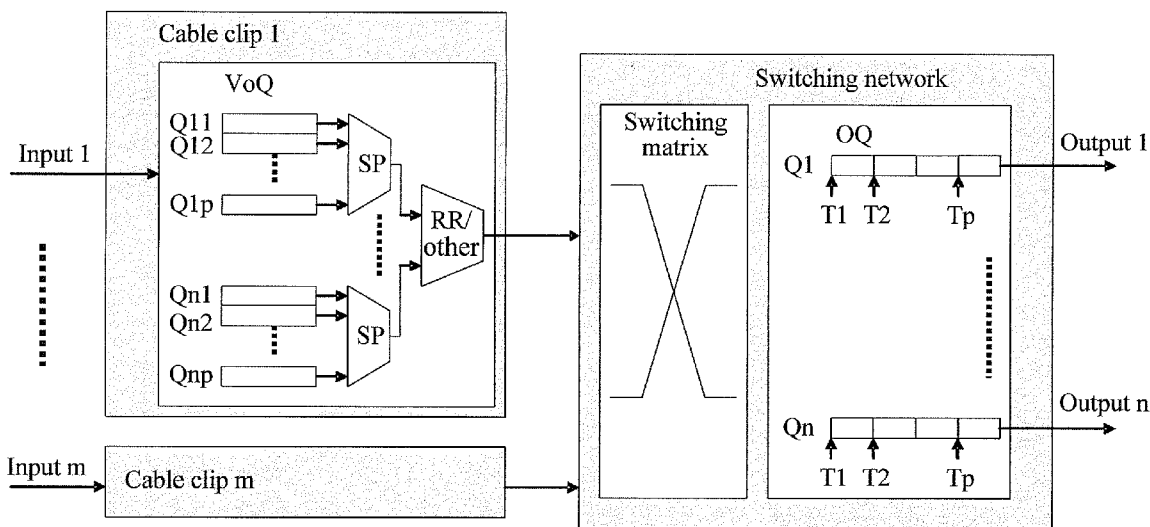 Cable clip 1
VoQ
Q11
Q12
Q1p
SP
Input 1
RR/
other
Qn1
Qn2
Qnp
SP
Input m
Cable clip m
Switching network
Switching
matrix
OQ
Q1
T1 T2 Tp
Output 1
Qn
T1 T2 Tp
Output n